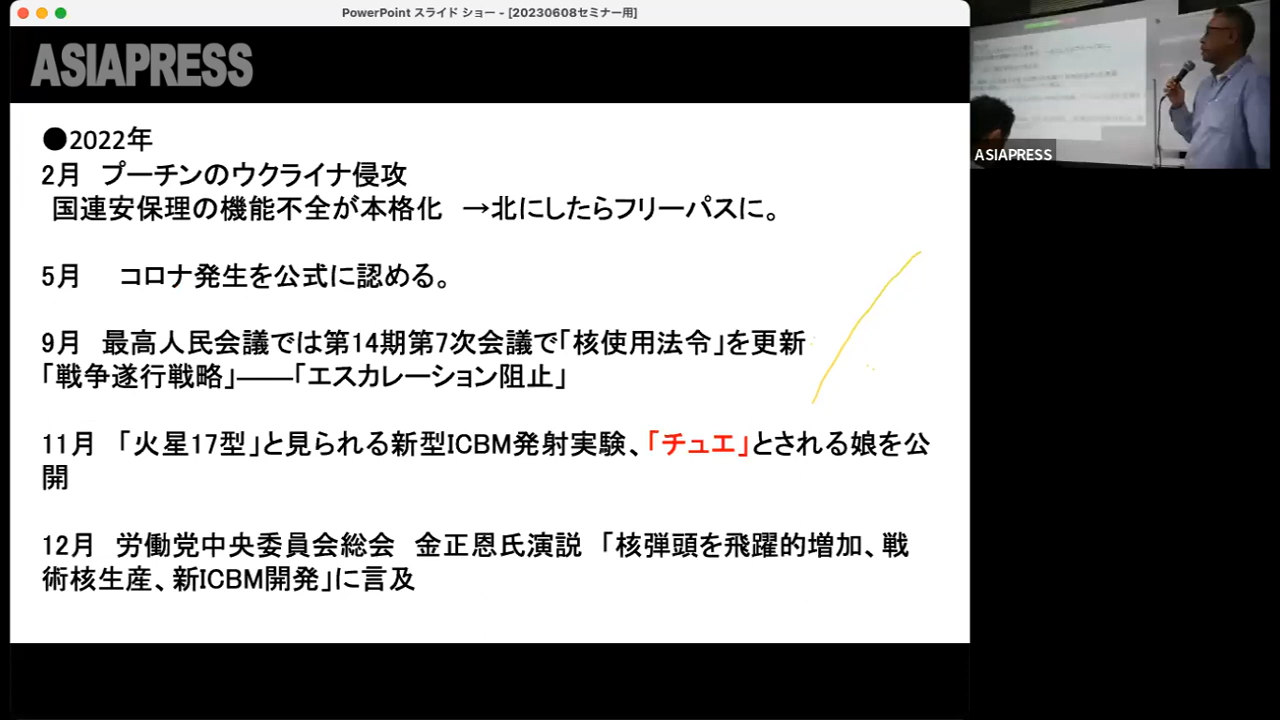 PowerPoint スライド ショー - [20230608セミナー用]
ASIAPRESS
●2022年
2月　プーチンのウクライナ侵攻
国連安保理の機能不全が本格化　→北にしたらフリーパスに。
5月　コロナ発生を公式に認める。
9月　最高人民会議では第14期第7次会議で「核使用法令」を更新
「戦争遂行戦略」――「エスカレーション阻止」
11月　「火星17型」と見られる新型ICBM発射実験、「チュエ」とされる娘を公
開
12月　労働党中央委員会総会　金正恩氏演説　「核弾頭を飛躍的増加、戦
術核生産、新ICBM開発」に言及
ASIAPRESS